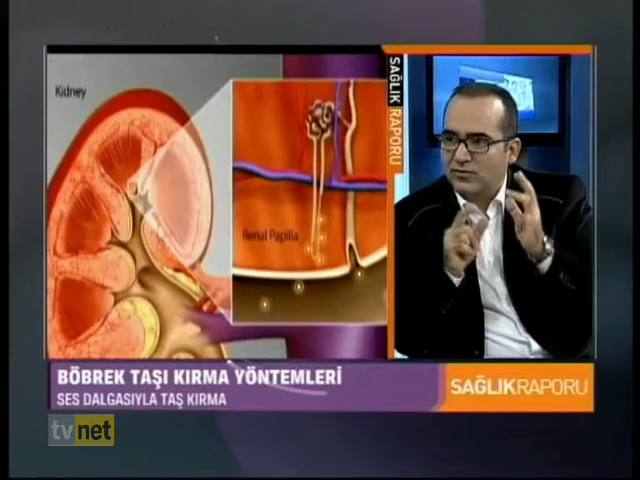 Kidney
Renal Papilla
SAĞLIK RAPORU
BÖBREK TAŞI KIRMA YÖNTEMLERİ
SES DALGASIYLA TAŞ KIRMA
SAĞLIKRAPORU
tvnet